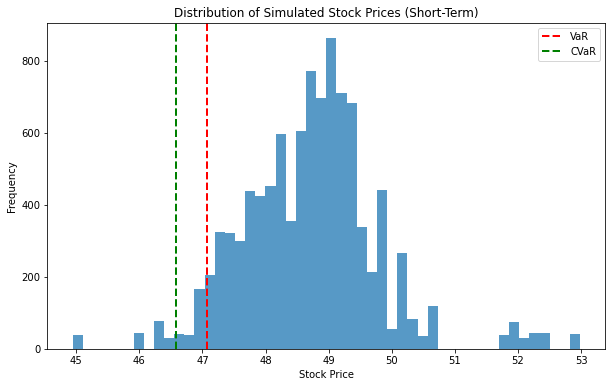 Distribution of Simulated Stock Prices (Short-Term)
VaR
CVaR
Frequency
800
600
400
200
0
45 46 47 48 49 50 51 52 53
Stock Price